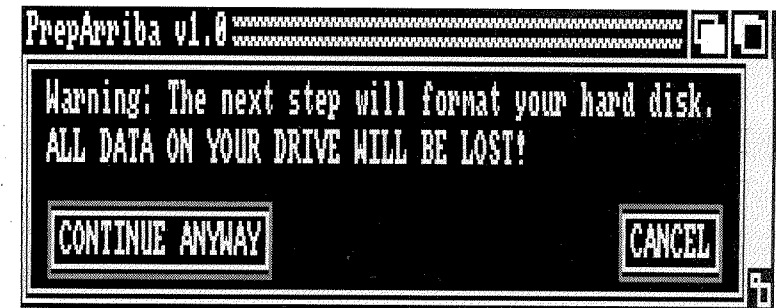 PrepArriba v1.0
Warning: The next step will format your hard disk.
ALL DATA ON YOUR DRIVE WILL BE LOST!
CONTINUE ANYWAY
CANCEL